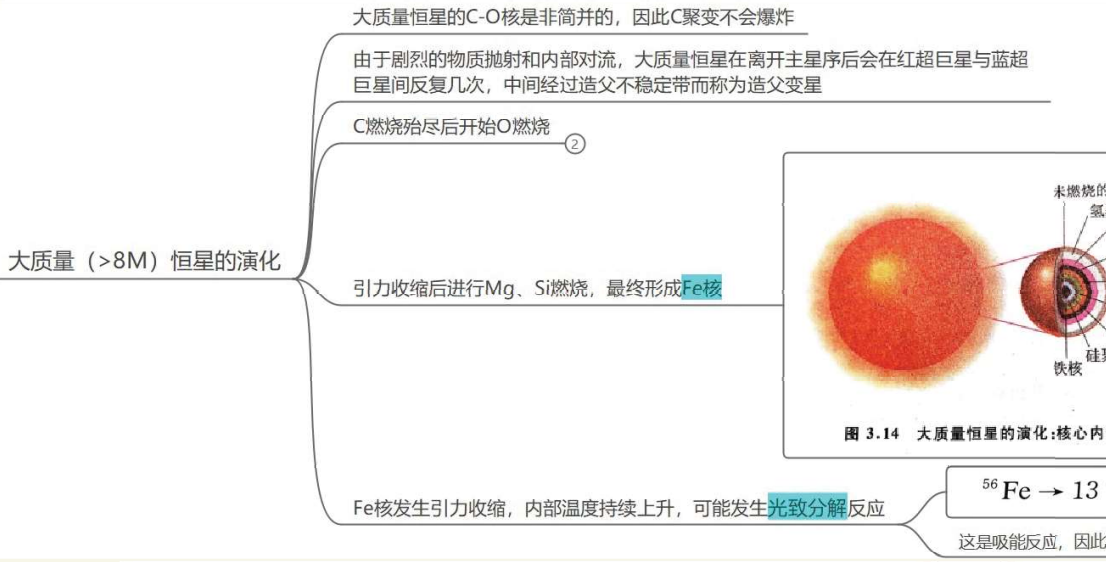 大质量恒星的C-O核是非简并的，因此C聚变不会爆炸
由于剧烈的物质抛射和内部对流，大质量恒星在离开主星序后会在红超巨星与蓝超
巨星间反复几次，中间经过造父不稳定带而称为造父变星
C燃烧殆尽后开始O燃烧
2
大质量（>8M）恒星的演化
引力收缩后进行Mg、Si燃烧，最终形成Fe核
未燃烧的
氢
硅
铁核
图 3.14 大质量恒星的演化:核心内
Fe核发生引力收缩，内部温度持续上升，可能发生光致分解反应
⁵⁶Fe → 13
这是吸能反应，因此